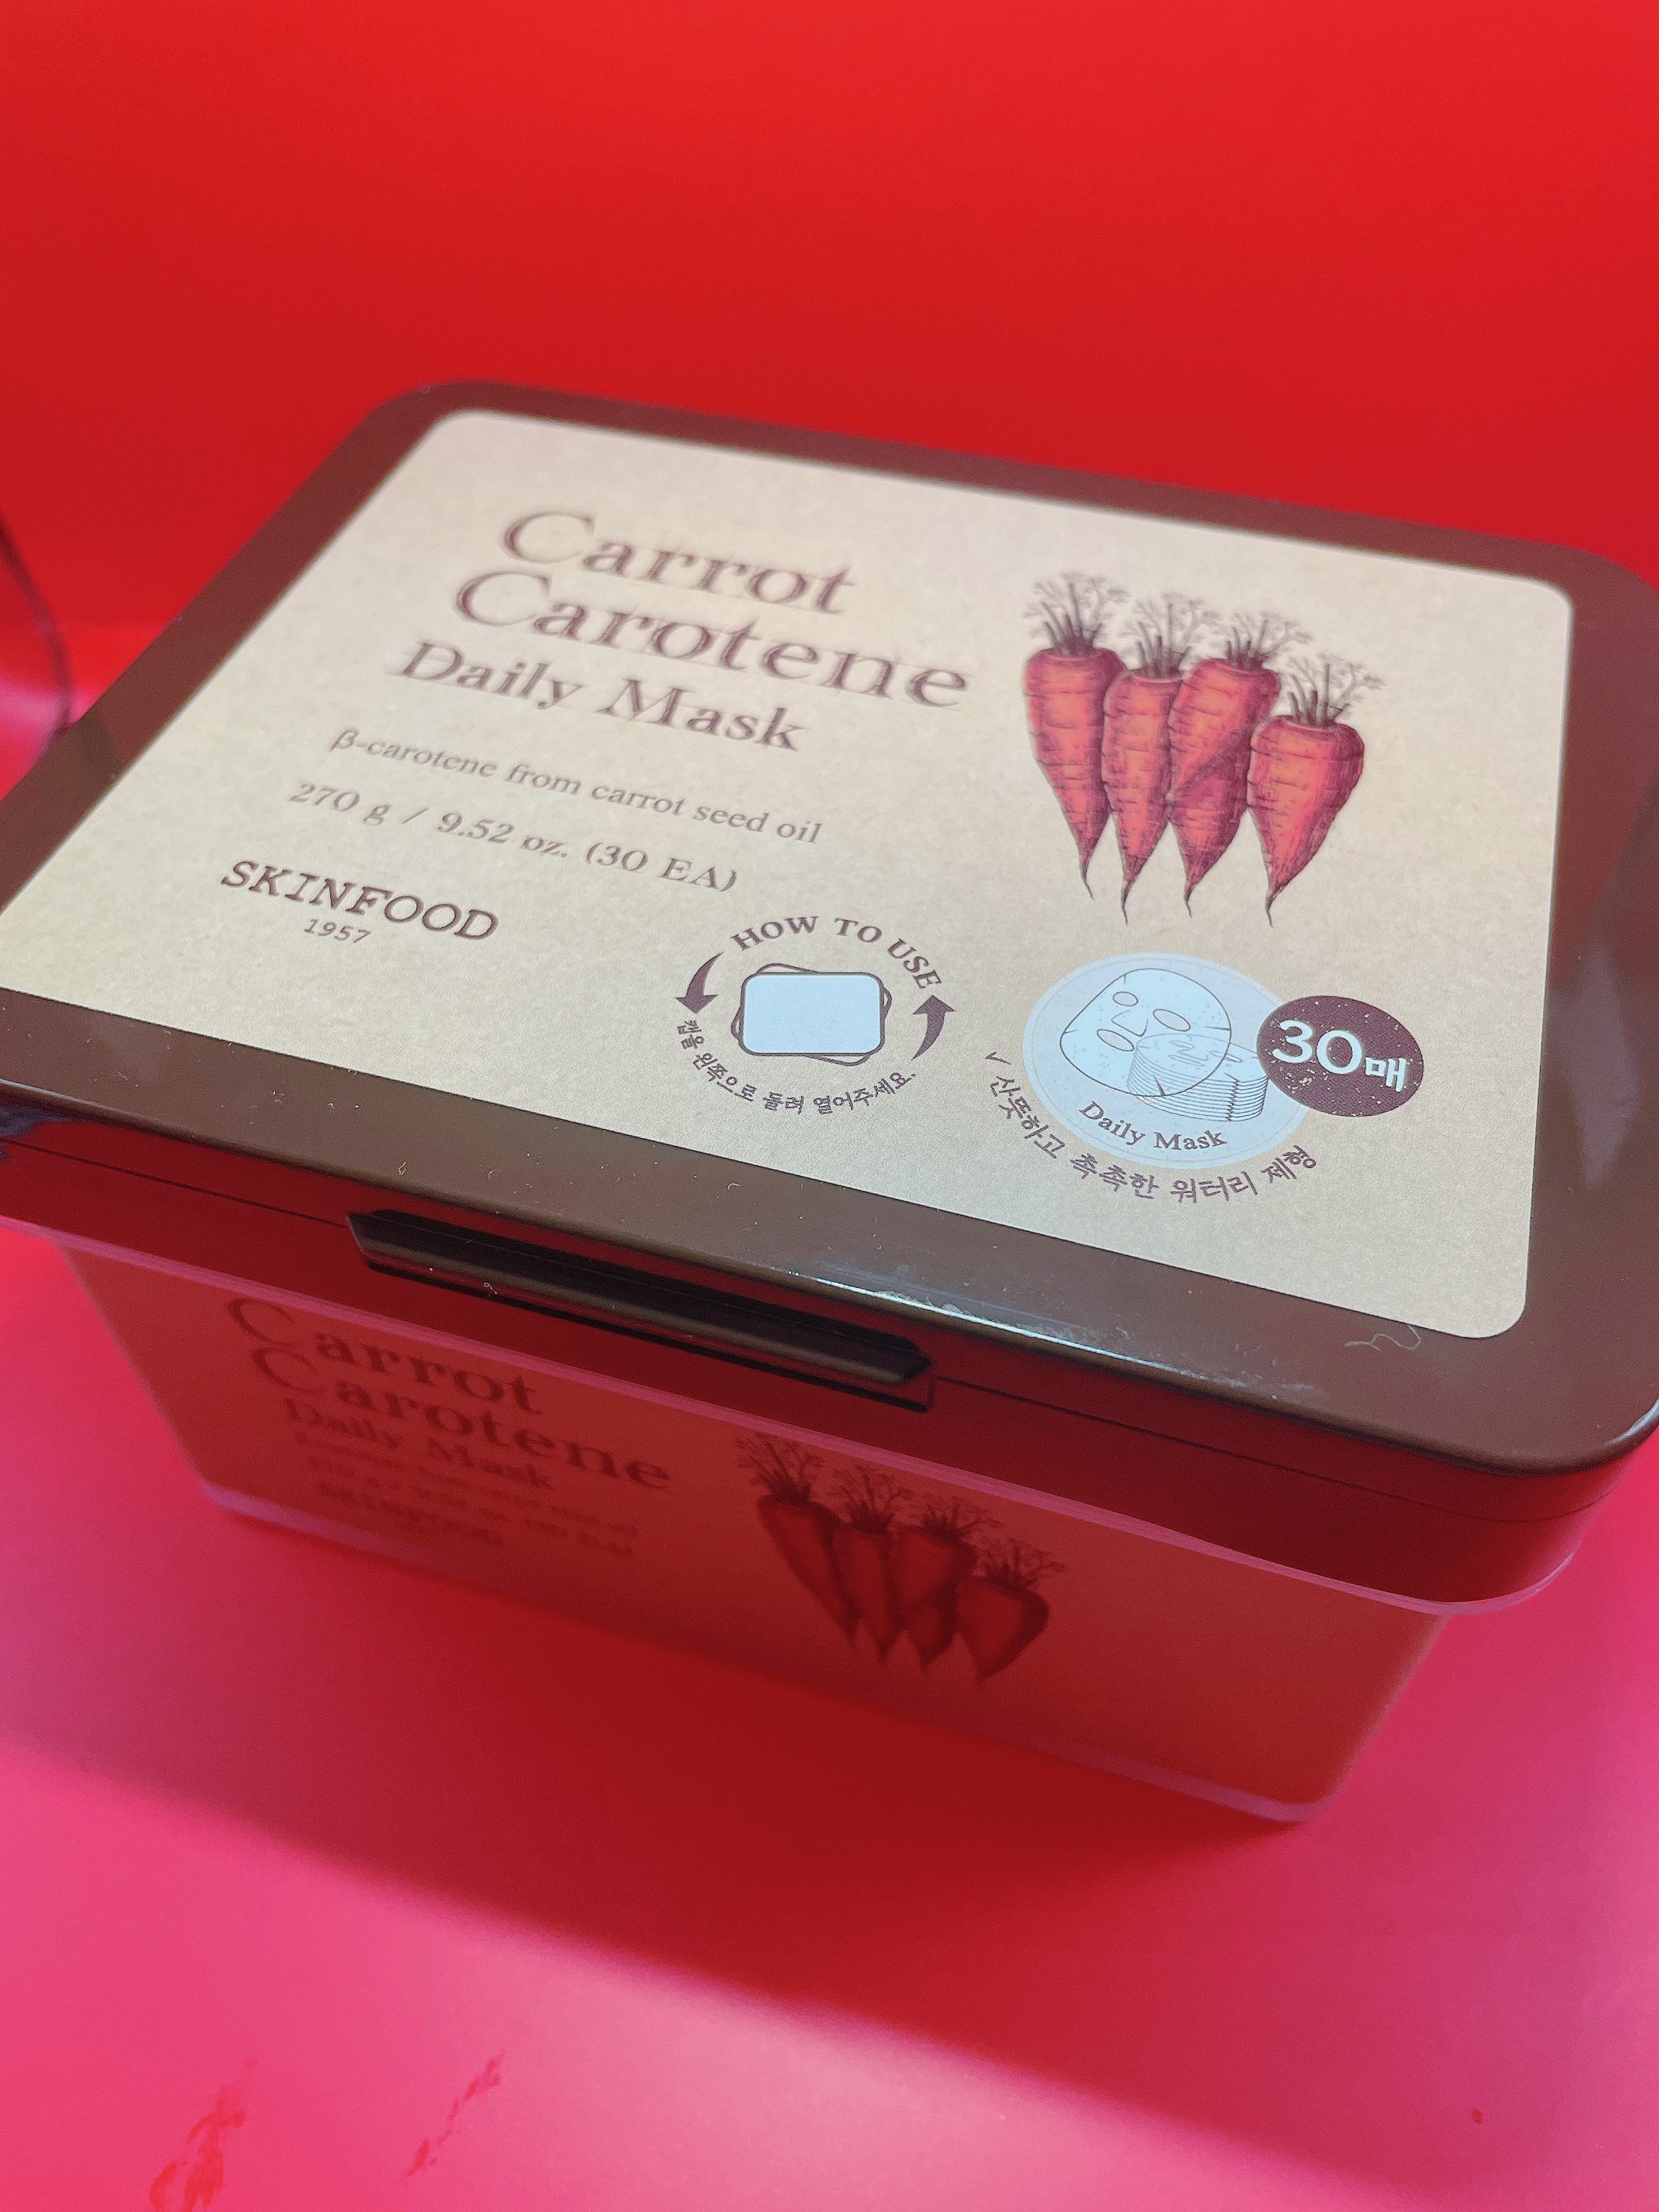 Carrot
Carotene
Daily Mask
β-carotene from carrot seed oil
270 g / 9.52 oz. (30 EA)
SKINFOOD
1957
HOW TO USE
캡을 왼쪽으로 돌려 열어주세요.
30매
Daily Mask
✓ 산뜻하고 촉촉한 워터리 제형
Carrot
Carotene
Daily Mask
SKINFOOD